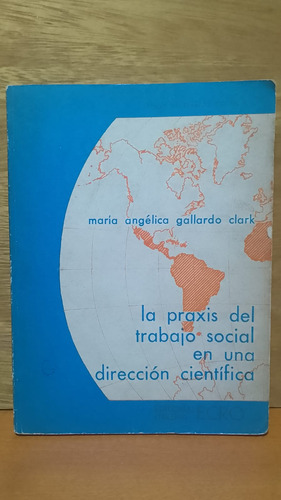 maria angélica gallardo clark
la praxis del
trabajo social
en una
dirección científica